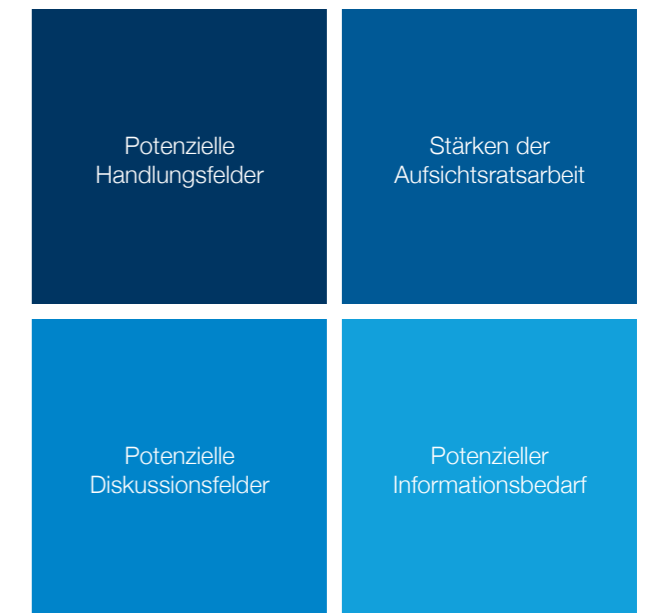 Potenzielle
Handlungsfelder
Stärken der
Aufsichtsratsarbeit
Potenzielle
Diskussionsfelder
Potenzieller
Informationsbedarf